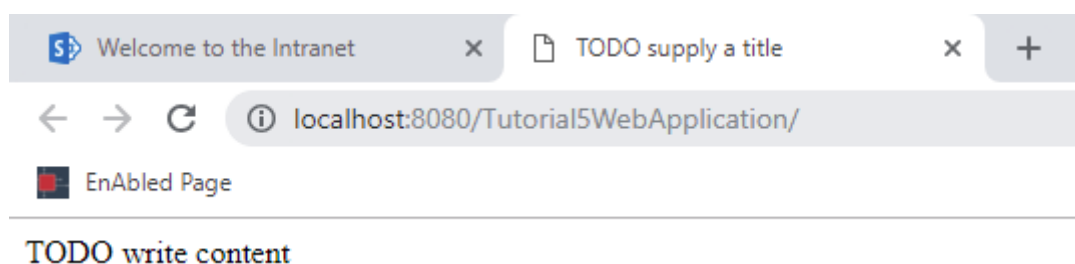 Welcome to the Intranet
TODO supply a title
localhost:8080/Tutorial5WebApplication/
EnAbled Page
TODO write content